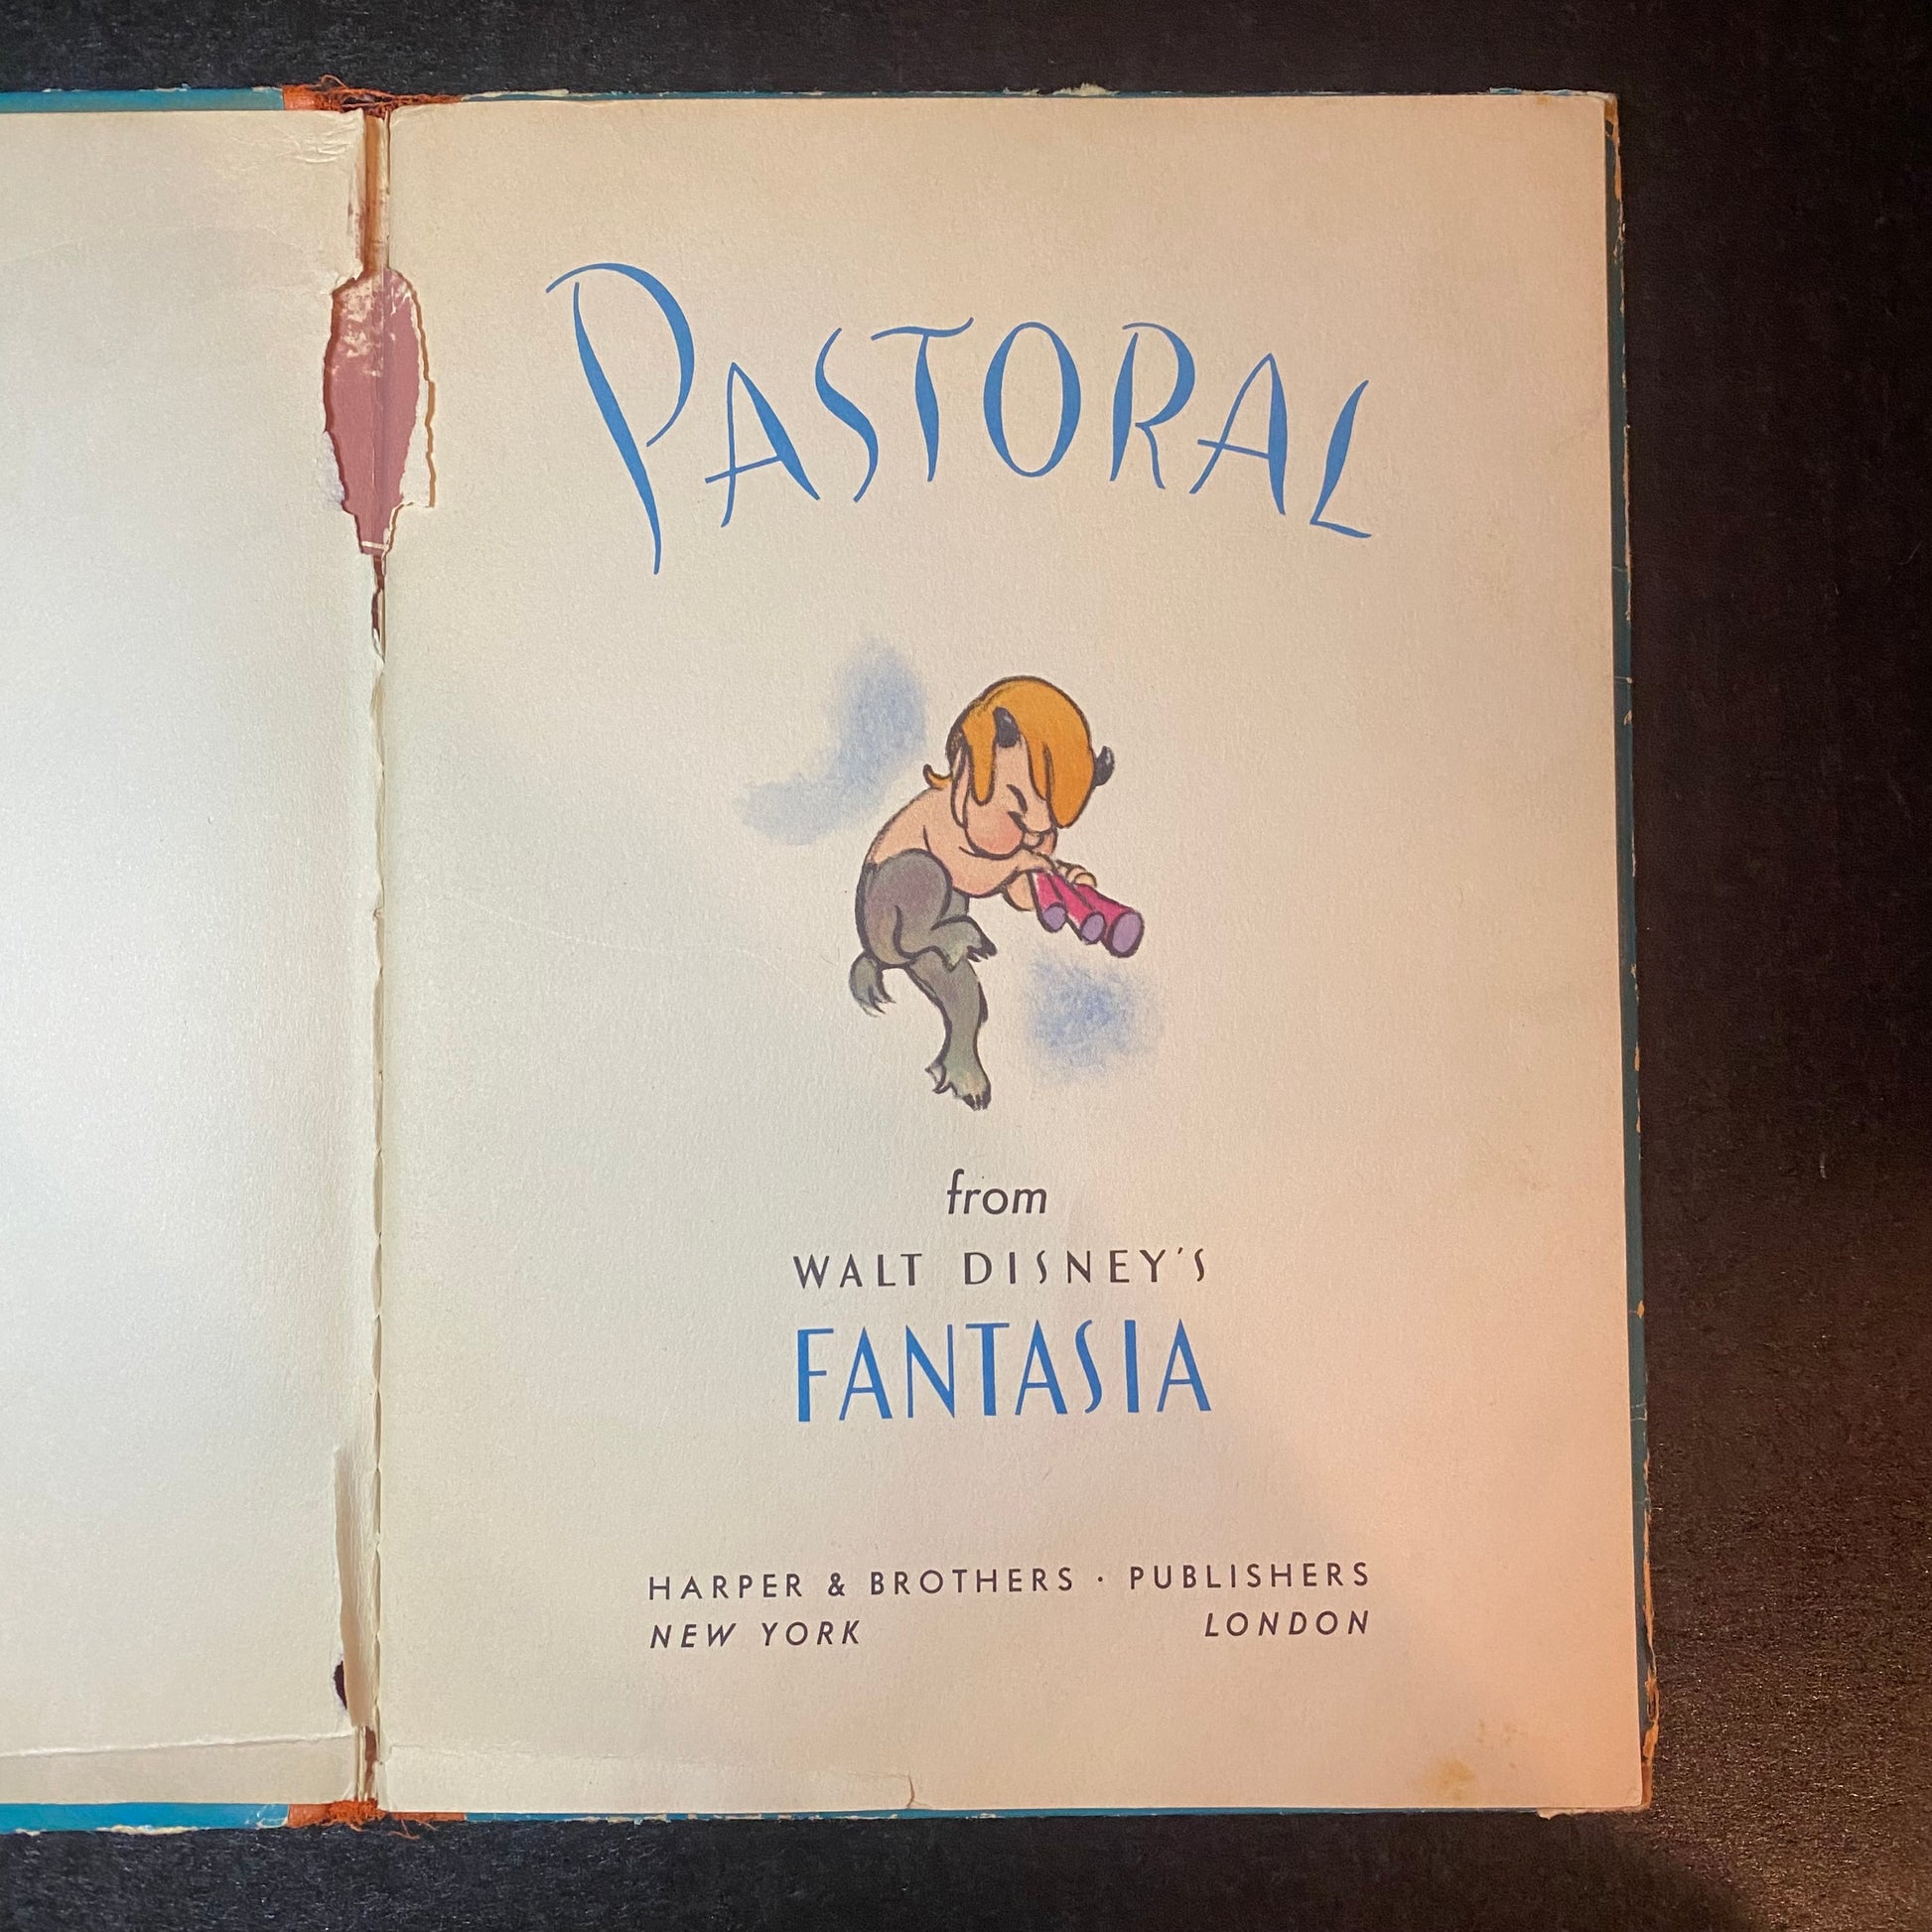 PASTORAL
from
WALT DISNEY'S
FANTASIA
HARPER & BROTHERS · PUBLISHERS
NEW YORK LONDON